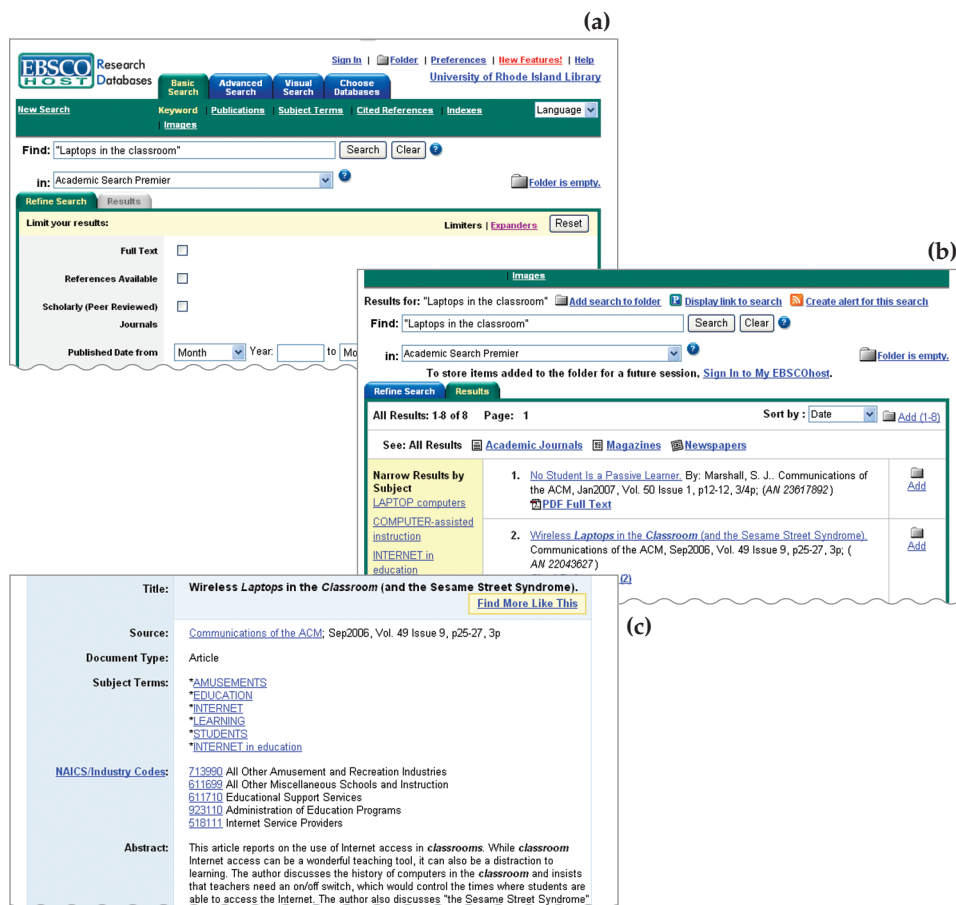 (a)
EBSCO HOST Research Databases
Sign In | Folder | Preferences | New Features! | Help
University of Rhode Island Library
Basic Search Advanced Search Visual Search Choose Databases
New Search Keyword | Publications | Subject Terms | Cited References | Indexes Language
| Images
Find: "Laptops in the classroom" Search Clear ?
in: Academic Search Premier ? Folder is empty.
Refine Search Results
Limit your results: Limiters | Expanders Reset
Full Text
References Available
Scholarly (Peer Reviewed) Journals
Published Date from Month Year: to Mo
(b)
| Images
Results for: "Laptops in the classroom" Add search to folder P Display link to search Create alert for this search
Find: "Laptops in the classroom" Search Clear ?
in: Academic Search Premier ? Folder is empty.
To store items added to the folder for a future session, Sign In to My EBSCOhost.
Refine Search Results
All Results: 1-8 of 8 Page: 1 Sort by : Date Add (1-8)
See: All Results Academic Journals Magazines Newspapers
Narrow Results by Subject
LAPTOP computers
COMPUTER-assisted instruction
INTERNET in education
1. No Student Is a Passive Learner. By: Marshall, S. J.. Communications of
the ACM, Jan2007, Vol. 50 Issue 1, p12-12, 3/4p; (AN 23617892)
PDF Full Text
Add
2. Wireless Laptops in the Classroom (and the Sesame Street Syndrome).
Communications of the ACM, Sep2006, Vol. 49 Issue 9, p25-27, 3p; (
AN 22043627)
(2)
Add
(c)
Title: Wireless Laptops in the Classroom (and the Sesame Street Syndrome).
Find More Like This
Source: Communications of the ACM; Sep2006, Vol. 49 Issue 9, p25-27, 3p
Document Type: Article
Subject Terms: *AMUSEMENTS
*EDUCATION
*INTERNET
*LEARNING
*STUDENTS
*INTERNET in education
NAICS/Industry Codes: 713990 All Other Amusement and Recreation Industries
611699 All Other Miscellaneous Schools and Instruction
611710 Educational Support Services
923110 Administration of Education Programs
518111 Internet Service Providers
Abstract: This article reports on the use of Internet access in classrooms. While classroom
Internet access can be a wonderful teaching tool, it can also be a distraction to
learning. The author discusses the history of computers in the classroom and insists
that teachers need an on/off switch, which would control the times where students are
able to access the Internet. The author also discusses "the Sesame Street Syndrome"